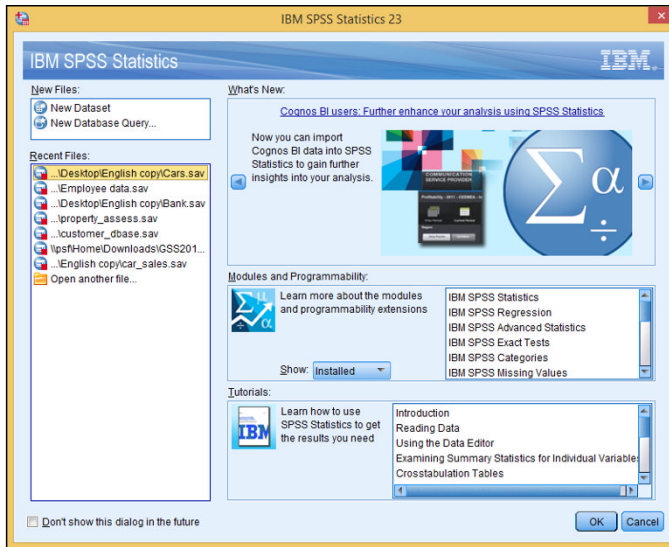 IBM SPSS Statistics 23
IBM SPSS Statistics
IBM
New Files:
New Dataset
New Database Query...
Recent Files:
...\Desktop\English copy\Cars.sav
...\Employee data.sav
...\Desktop\English copy\Bank.sav
...\property_assess.sav
...\customer_dbase.sav
\\psf\Home\Downloads\GSS201...
...\English copy\car_sales.sav
Open another file...
What's New:
Cognos BI users: Further enhance your analysis using SPSS Statistics
Now you can import
Cognos BI data into SPSS
Statistics to gain further
insights into your analysis.
COMMUNICATION
SERVICE PROVIDER
Σ α ÷
Modules and Programmability:
Learn more about the modules
and programmability extensions
Show: Installed
IBM SPSS Statistics
IBM SPSS Regression
IBM SPSS Advanced Statistics
IBM SPSS Exact Tests
IBM SPSS Categories
IBM SPSS Missing Values
Tutorials:
IBM
Learn how to use
SPSS Statistics to get
the results you need
Introduction
Reading Data
Using the Data Editor
Examining Summary Statistics for Individual Variables
Crosstabulation Tables
Don't show this dialog in the future
OK
Cancel